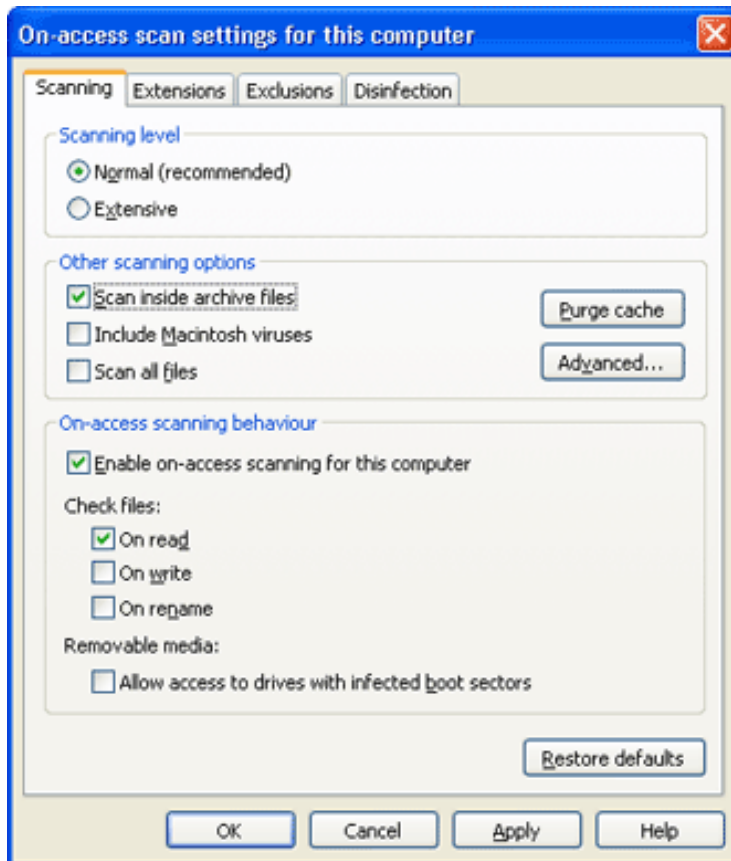 On-access scan settings for this computer
Scanning Extensions Exclusions Disinfection
Scanning level
Normal (recommended)
Extensive
Other scanning options
Scan inside archive files
Purge cache
Include Macintosh viruses
Advanced...
Scan all files
On-access scanning behaviour
Enable on-access scanning for this computer
Check files:
On read
On write
On rename
Removable media:
Allow access to drives with infected boot sectors
Restore defaults
OK Cancel Apply Help